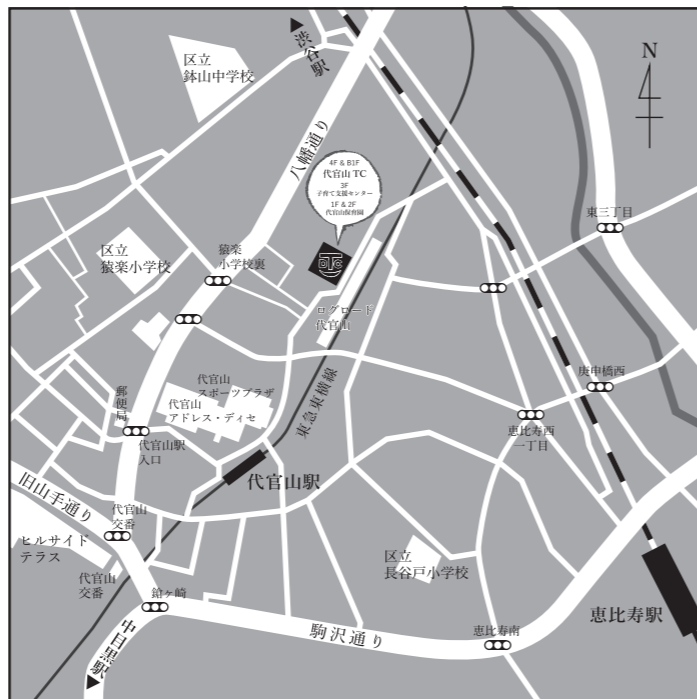 渋谷駅
区立
鉢山中学校
N
八幡通り
4F & B1F
代官山 TC
3F
子育て支援センター
1F & 2F
代官山保育園
東三丁目
区立
猿楽小学校
猿楽
小学校裏
ログロード
代官山
庚申橋西
東急東横線
代官山
スポーツプラザ
郵便局
代官山
アドレス・ディセ
恵比寿西
一丁目
代官山駅
入口
代官山駅
旧山手通り
代官山
交番
ヒルサイド
テラス
区立
長谷戸小学校
代官山
交番
鎗ヶ崎
恵比寿駅
中目黒駅
駒沢通り
恵比寿南